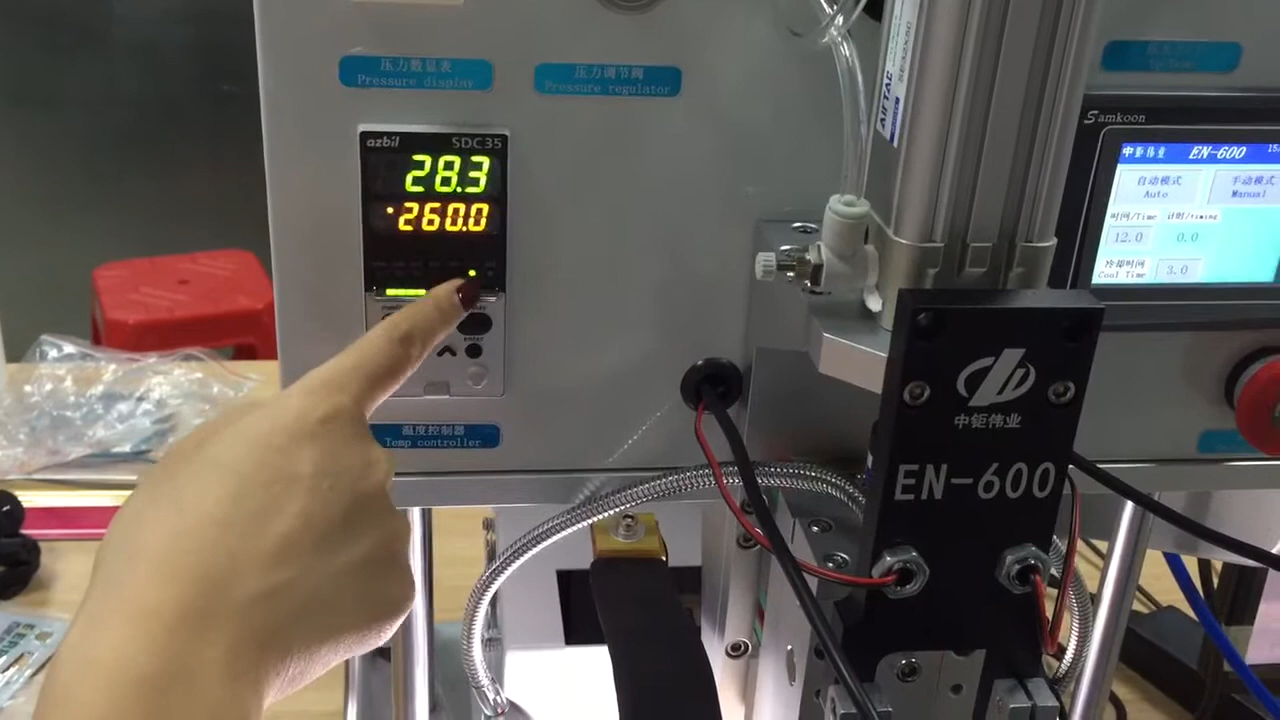 压力数显表
Pressure display
压力调节阀
Pressure regulator
AirTAC
SE32X50
azbil
SDC35
28.3
260.0
enter
温度控制器
Temp controller
中钜伟业
EN-600
Samkoon
中钜伟业 EN-600
自动模式
Auto
手动模式
Manual
时间/Time
计时/timing
12.0
0.0
冷却时间
Cool Time
3.0